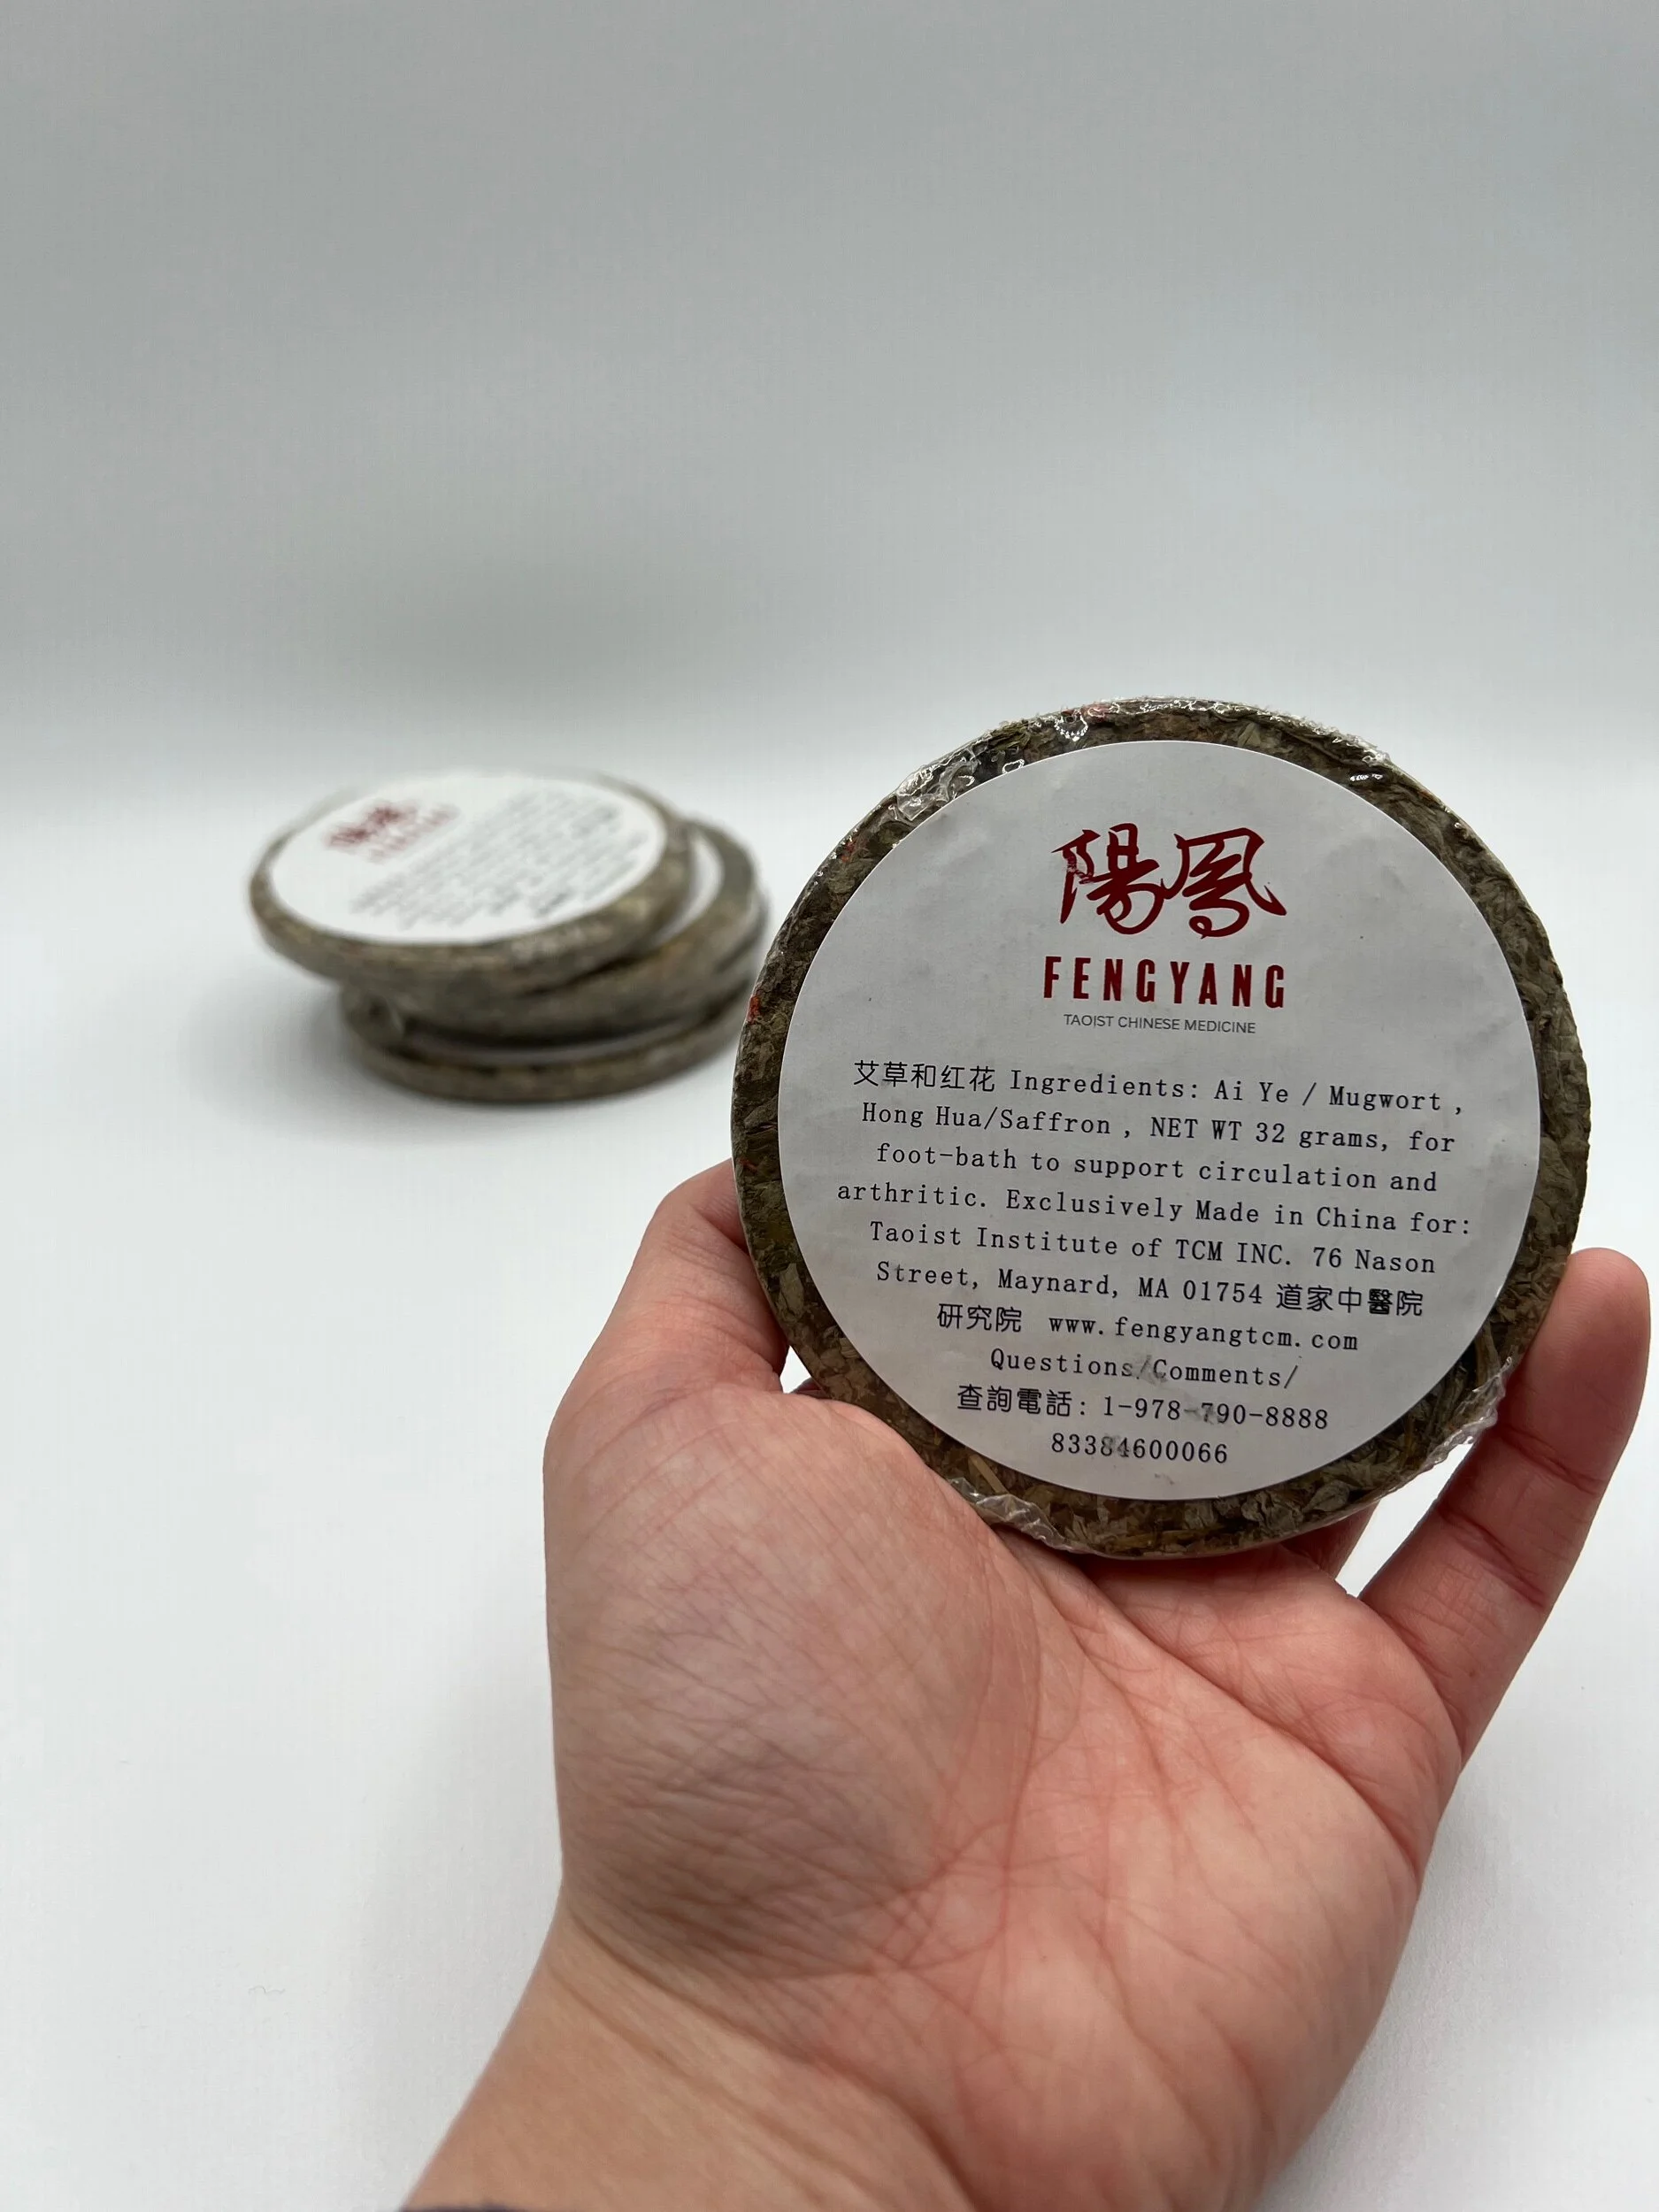 陽鳳
FENGYANG
TAOIST CHINESE MEDICINE
艾草和红花 Ingredients: Ai Ye / Mugwort ,
Hong Hua/Saffron , NET WT 32 grams, for
foot-bath to support circulation and
arthritic. Exclusively Made in China for:
Taoist Institute of TCM INC. 76 Nason
Street, Maynard, MA 01754 道家中醫院
研究院 www.fengyangtcm.com
Questions/Comments/
查詢電話: 1-978-790-8888
83384600066